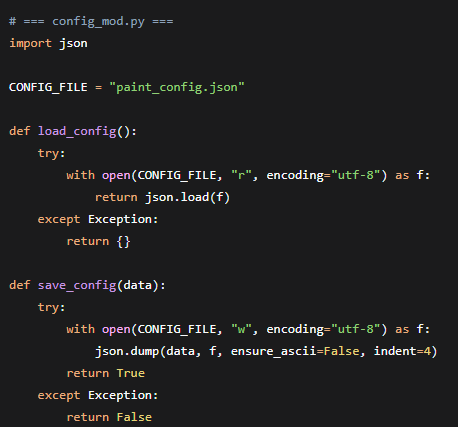 # === config_mod.py ===
import json

CONFIG_FILE = "paint_config.json"

def load_config():
    try:
        with open(CONFIG_FILE, "r", encoding="utf-8") as f:
            return json.load(f)
    except Exception:
        return {}

def save_config(data):
    try:
        with open(CONFIG_FILE, "w", encoding="utf-8") as f:
            json.dump(data, f, ensure_ascii=False, indent=4)
        return True
    except Exception:
        return False